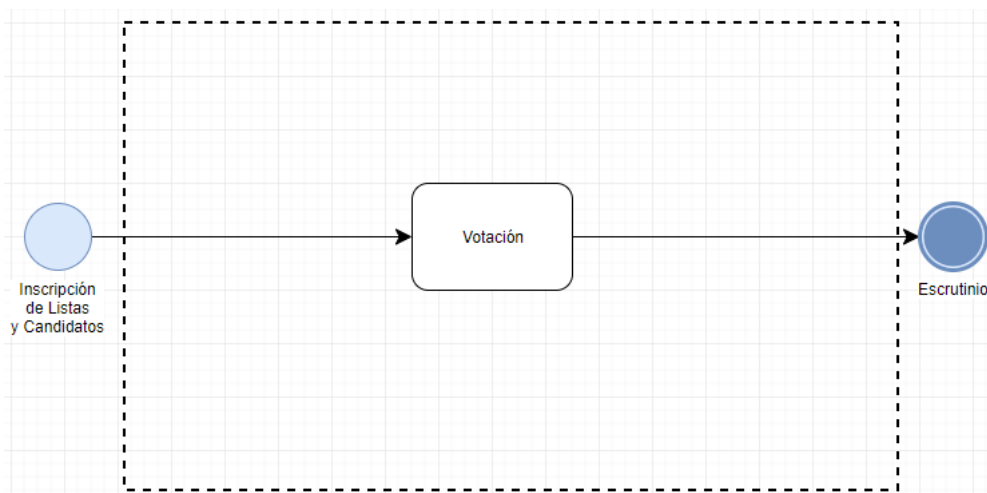 Votación
Inscripción
de Listas
y Candidatos
Escrutinio